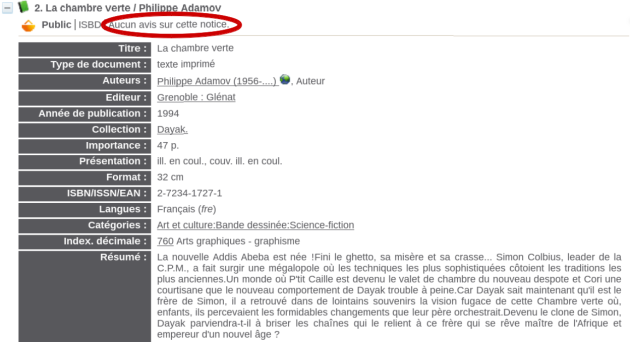 2. La chambre verte / Philippe Adamov
Public | ISBD Aucun avis sur cette notice.
Titre : La chambre verte
Type de document : texte imprimé
Auteurs : Philippe Adamov (1956-....) , Auteur
Editeur : Grenoble : Glénat
Année de publication : 1994
Collection : Dayak.
Importance : 47 p.
Présentation : ill. en coul., couv. ill. en coul.
Format : 32 cm
ISBN/ISSN/EAN : 2-7234-1727-1
Langues : Français (fre)
Catégories : Art et culture:Bande dessinée:Science-fiction
Index. décimale : 760 Arts graphiques - graphisme
Résumé : La nouvelle Addis Abeba est née !Fini le ghetto, sa misère et sa crasse... Simon Colbius, leader de la
C.P.M., a fait surgir une mégalopole où les techniques les plus sophistiquées côtoient les traditions les
plus anciennes.Un monde où P'tit Caille est devenu le valet de chambre du nouveau despote et Cori une
courtisane que le nouveau comportement de Dayak trouble à peine.Car Dayak sait maintenant qu'il est le
frère de Simon, il a retrouvé dans de lointains souvenirs la vision fugace de cette Chambre verte où,
enfants, ils percevaient les formidables changements que leur père orchestrait.Devenu le clone de Simon,
Dayak parviendra-t-il à briser les chaînes qui le relient à ce frère qui se rêve maître de l'Afrique et
empereur d'un nouvel âge ?